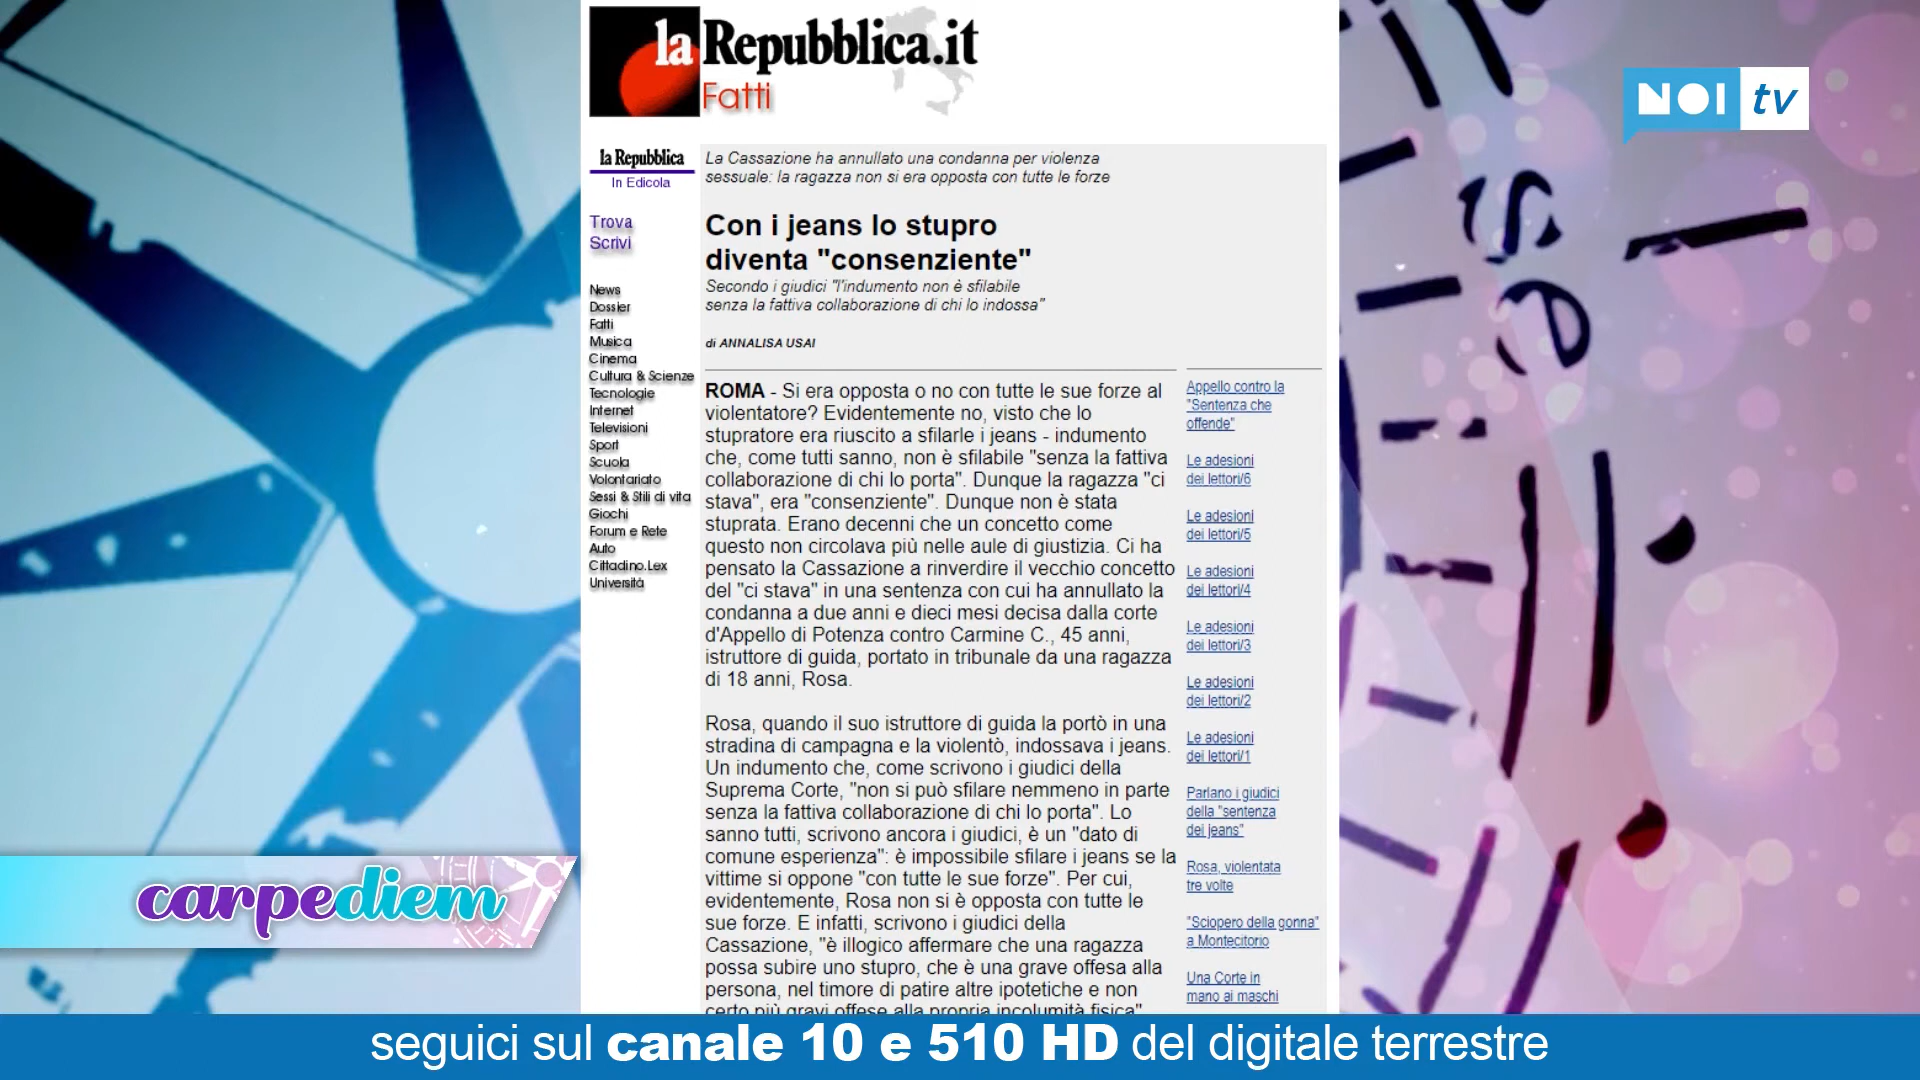 la Repubblica.it
Fatti
NOI tv
la Repubblica
In Edicola
Trova
Scrivi
News
Dossier
Fatti
Musica
Cinema
Cultura & Scienze
Tecnologie
Internet
Televisioni
Sport
Scuola
Volontariato
Sessi & Stili di vita
Giochi
Forum e Rete
Auto
Cittadino.Lex
Università
La Cassazione ha annullato una condanna per violenza
sessuale: la ragazza non si era opposta con tutte le forze
Con i jeans lo stupro
diventa "consenziente"
Secondo i giudici "l'indumento non è sfilabile
senza la fattiva collaborazione di chi lo indossa"
di ANNALISA USAI
ROMA - Si era opposta o no con tutte le sue forze al
violentatore? Evidentemente no, visto che lo
stupratore era riuscito a sfilarle i jeans - indumento
che, come tutti sanno, non è sfilabile "senza la fattiva
collaborazione di chi lo porta". Dunque la ragazza "ci
stava", era "consenziente". Dunque non è stata
stuprata. Erano decenni che un concetto come
questo non circolava più nelle aule di giustizia. Ci ha
pensato la Cassazione a rinverdire il vecchio concetto
del "ci stava" in una sentenza con cui ha annullato la
condanna a due anni e dieci mesi decisa dalla corte
d'Appello di Potenza contro Carmine C., 45 anni,
istruttore di guida, portato in tribunale da una ragazza
di 18 anni, Rosa.
Rosa, quando il suo istruttore di guida la portò in una
stradina di campagna e la violentò, indossava i jeans.
Un indumento che, come scrivono i giudici della
Suprema Corte, "non si può sfilare nemmeno in parte
senza la fattiva collaborazione di chi lo porta". Lo
sanno tutti, scrivono ancora i giudici, è un "dato di
comune esperienza": è impossibile sfilare i jeans se la
vittime si oppone "con tutte le sue forze". Per cui,
evidentemente, Rosa non si è opposta con tutte le
sue forze. E infatti, scrivono i giudici della
Cassazione, "è illogico affermare che una ragazza
possa subire uno stupro, che è una grave offesa alla
persona, nel timore di patire altre ipotetiche e non
certo più gravi offese alla propria incolumità fisica".
Appello contro la
"Sentenza che
offende"
Le adesioni
dei lettori/6
Le adesioni
dei lettori/5
Le adesioni
dei lettori/4
Le adesioni
dei lettori/3
Le adesioni
dei lettori/2
Le adesioni
dei lettori/1
Parlano i giudici
della "sentenza
dei jeans"
Rosa, violentata
tre volte
"Sciopero della gonna"
a Montecitorio
Una Corte in
mano ai maschi
se
carpediem
seguici sul canale 10 e 510 HD del digitale terrestre